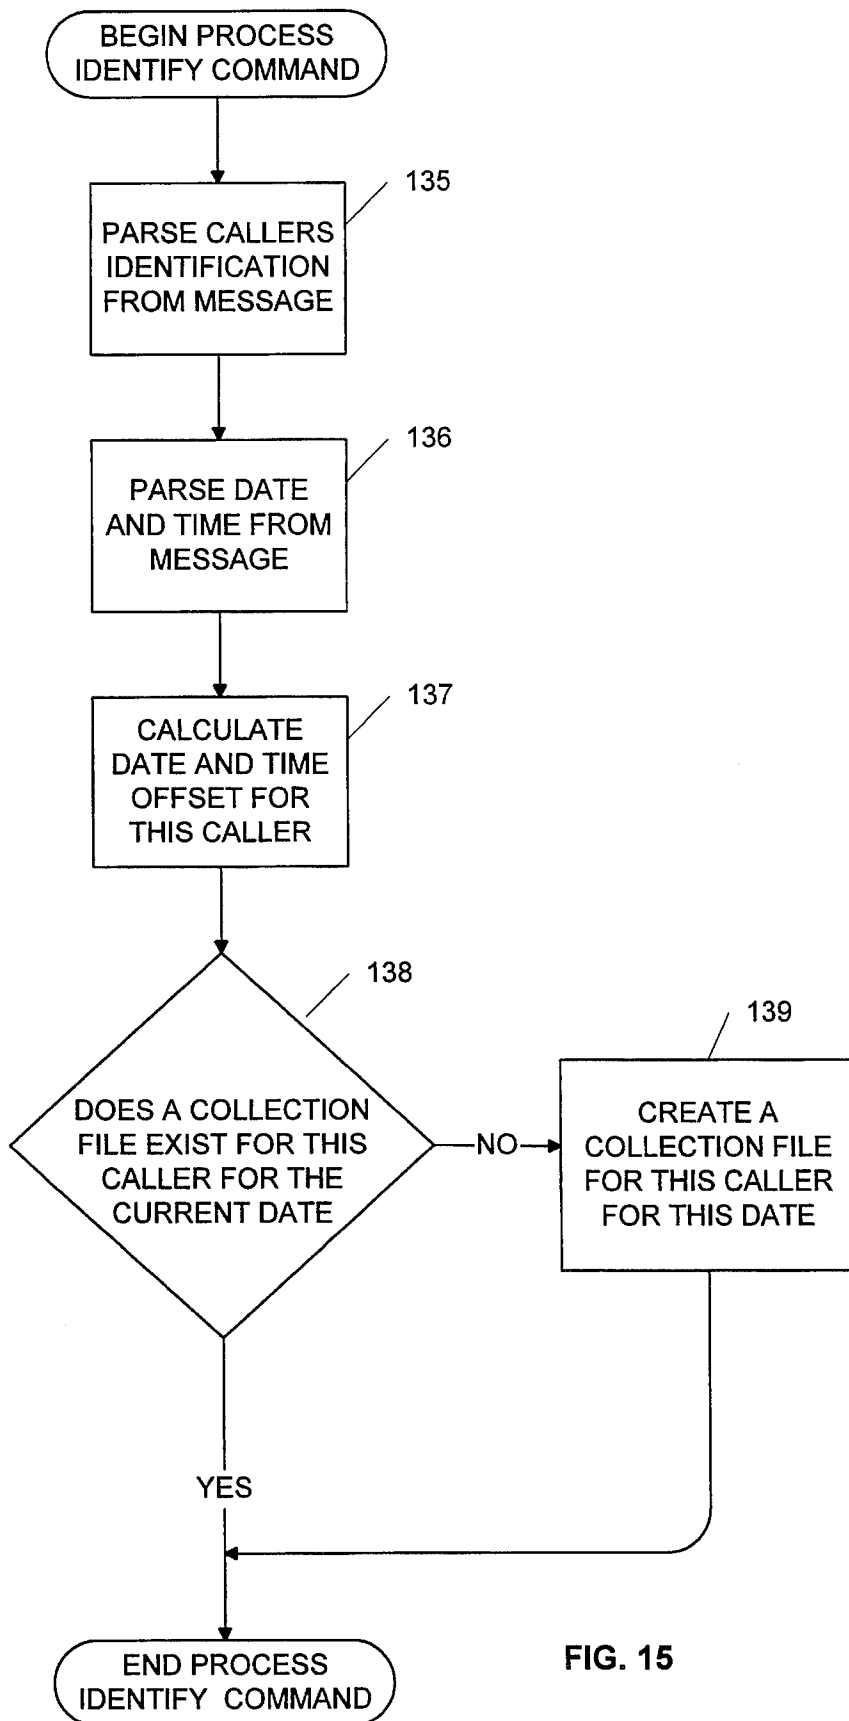 BEGIN PROCESS
IDENTIFY COMMAND
135
PARSE CALLERS
IDENTIFICATION
FROM MESSAGE
136
PARSE DATE
AND TIME FROM
MESSAGE
137
CALCULATE
DATE AND TIME
OFFSET FOR
THIS CALLER
138
DOES A COLLECTION
FILE EXIST FOR THIS
CALLER FOR THE
CURRENT DATE
NO
139
CREATE A
COLLECTION FILE
FOR THIS CALLER
FOR THIS DATE
YES
END PROCESS
IDENTIFY COMMAND
FIG. 15